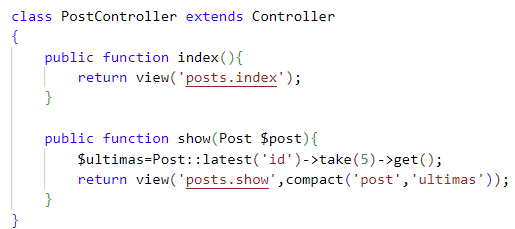 class PostController extends Controller
{
    public function index(){
        return view('posts.index');
    }

    public function show(Post $post){
        $ultimas=Post::latest('id')->take(5)->get();
        return view('posts.show',compact('post','ultimas'));
    }
}